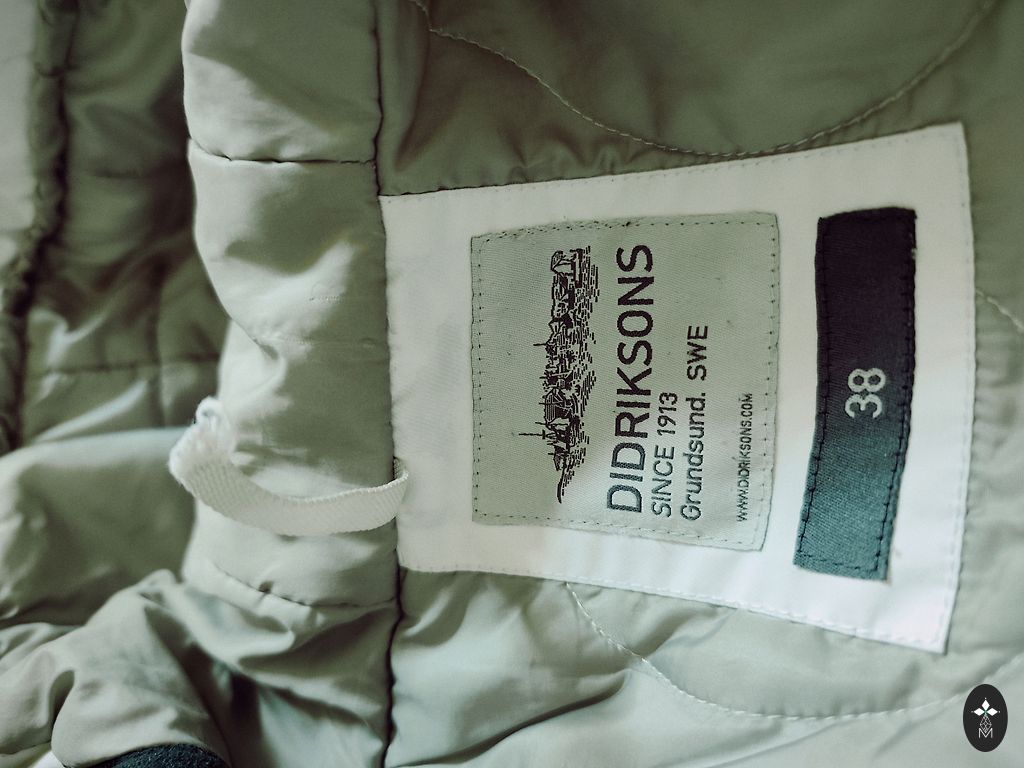 DIDRIKSONS
SINCE 1913
Grundsund. SWE
WWW.DIDRIKSONS.COM
38
M